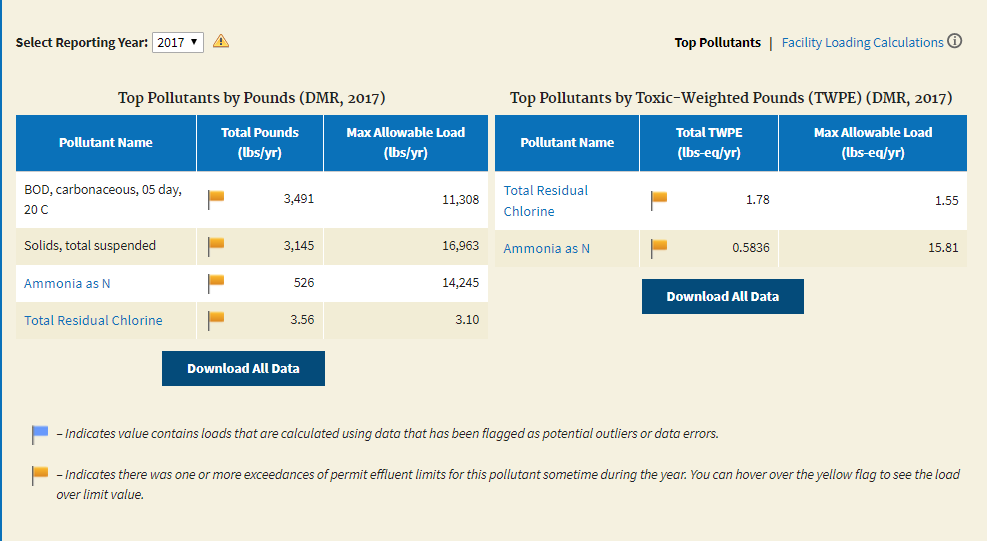 Select Reporting Year: 2017 ▼
Top Pollutants | Facility Loading Calculations
Top Pollutants by Pounds (DMR, 2017)
Pollutant Name
Total Pounds
(lbs/yr)
Max Allowable Load
(lbs/yr)
BOD, carbonaceous, 05 day,
20 C
3,491
11,308
Solids, total suspended
3,145
16,963
Ammonia as N
526
14,245
Total Residual Chlorine
3.56
3.10
Download All Data
Top Pollutants by Toxic-Weighted Pounds (TWPE) (DMR, 2017)
Pollutant Name
Total TWPE
(lbs-eq/yr)
Max Allowable Load
(lbs-eq/yr)
Total Residual
Chlorine
1.78
1.55
Ammonia as N
0.5836
15.81
Download All Data
– Indicates value contains loads that are calculated using data that has been flagged as potential outliers or data errors.
– Indicates there was one or more exceedances of permit effluent limits for this pollutant sometime during the year. You can hover over the yellow flag to see the load
over limit value.